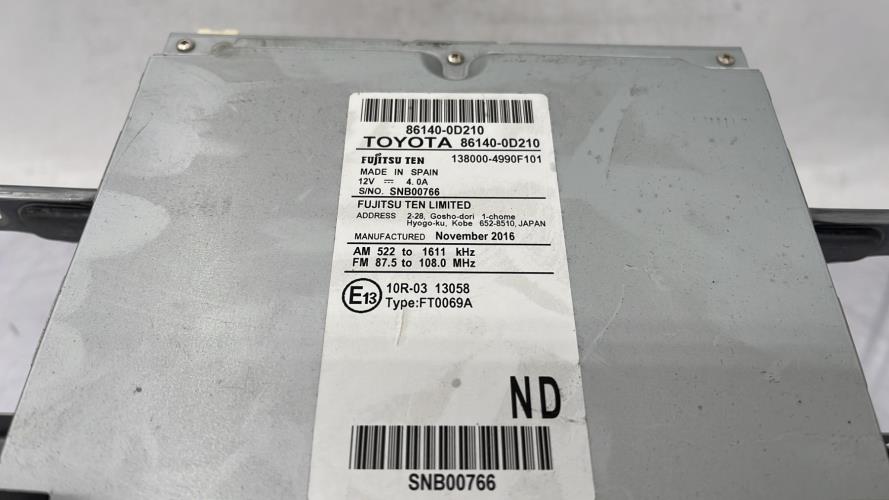 86140-0D210
TOYOTA 86140-0D210
FUJITSU TEN 138000-4990F101
MADE IN SPAIN
12V 4.0A
S/NO. SNB00766
FUJITSU TEN LIMITED
ADDRESS 2-28, Gosho-dori 1-chome
Hyogo-ku, Kobe 652-8510, JAPAN
MANUFACTURED November 2016
AM 522 to 1611 kHz
FM 87.5 to 108.0 MHz
E13 10R-03 13058
Type:FT0069A
ND
SNB00766